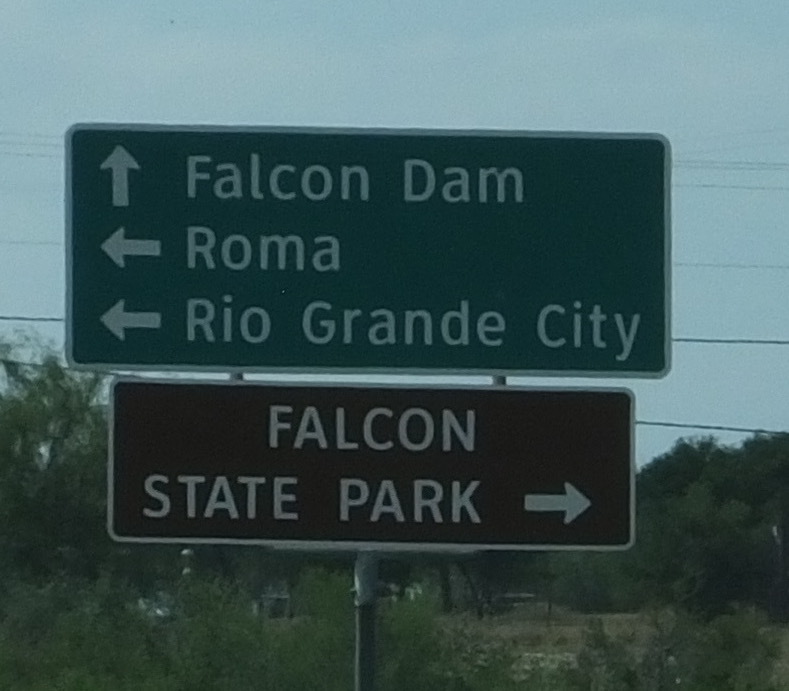 Falcon Dam
Roma
Rio Grande City
FALCON
STATE PARK